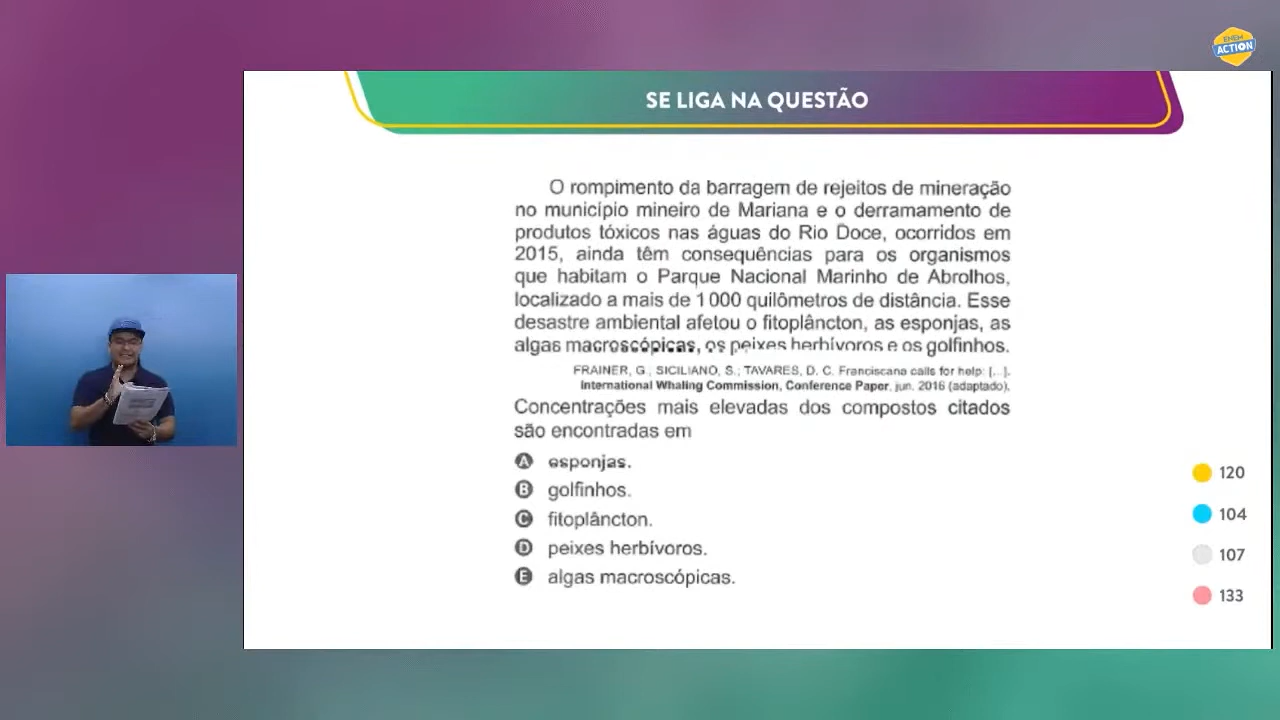 ENEM
ACTION
SE LIGA NA QUESTÃO
O rompimento da barragem de rejeitos de mineração
no município mineiro de Mariana e o derramamento de
produtos tóxicos nas águas do Rio Doce, ocorridos em
2015, ainda têm consequências para os organismos
que habitam o Parque Nacional Marinho de Abrolhos,
localizado a mais de 1 000 quilômetros de distância. Esse
desastre ambiental afetou o fitoplâncton, as esponjas, as
algas macroscópicas, os peixes herbívoros e os golfinhos.
FRAINER, G.; SICILIANO, S.; TAVARES, D. C. Franciscana calls for help: [...].
International Whaling Commission, Conference Paper, jun. 2016 (adaptado).
Concentrações mais elevadas dos compostos citados
são encontradas em
A esponjas.
B golfinhos.
C fitoplâncton.
D peixes herbívoros.
E algas macroscópicas.
120
104
107
133